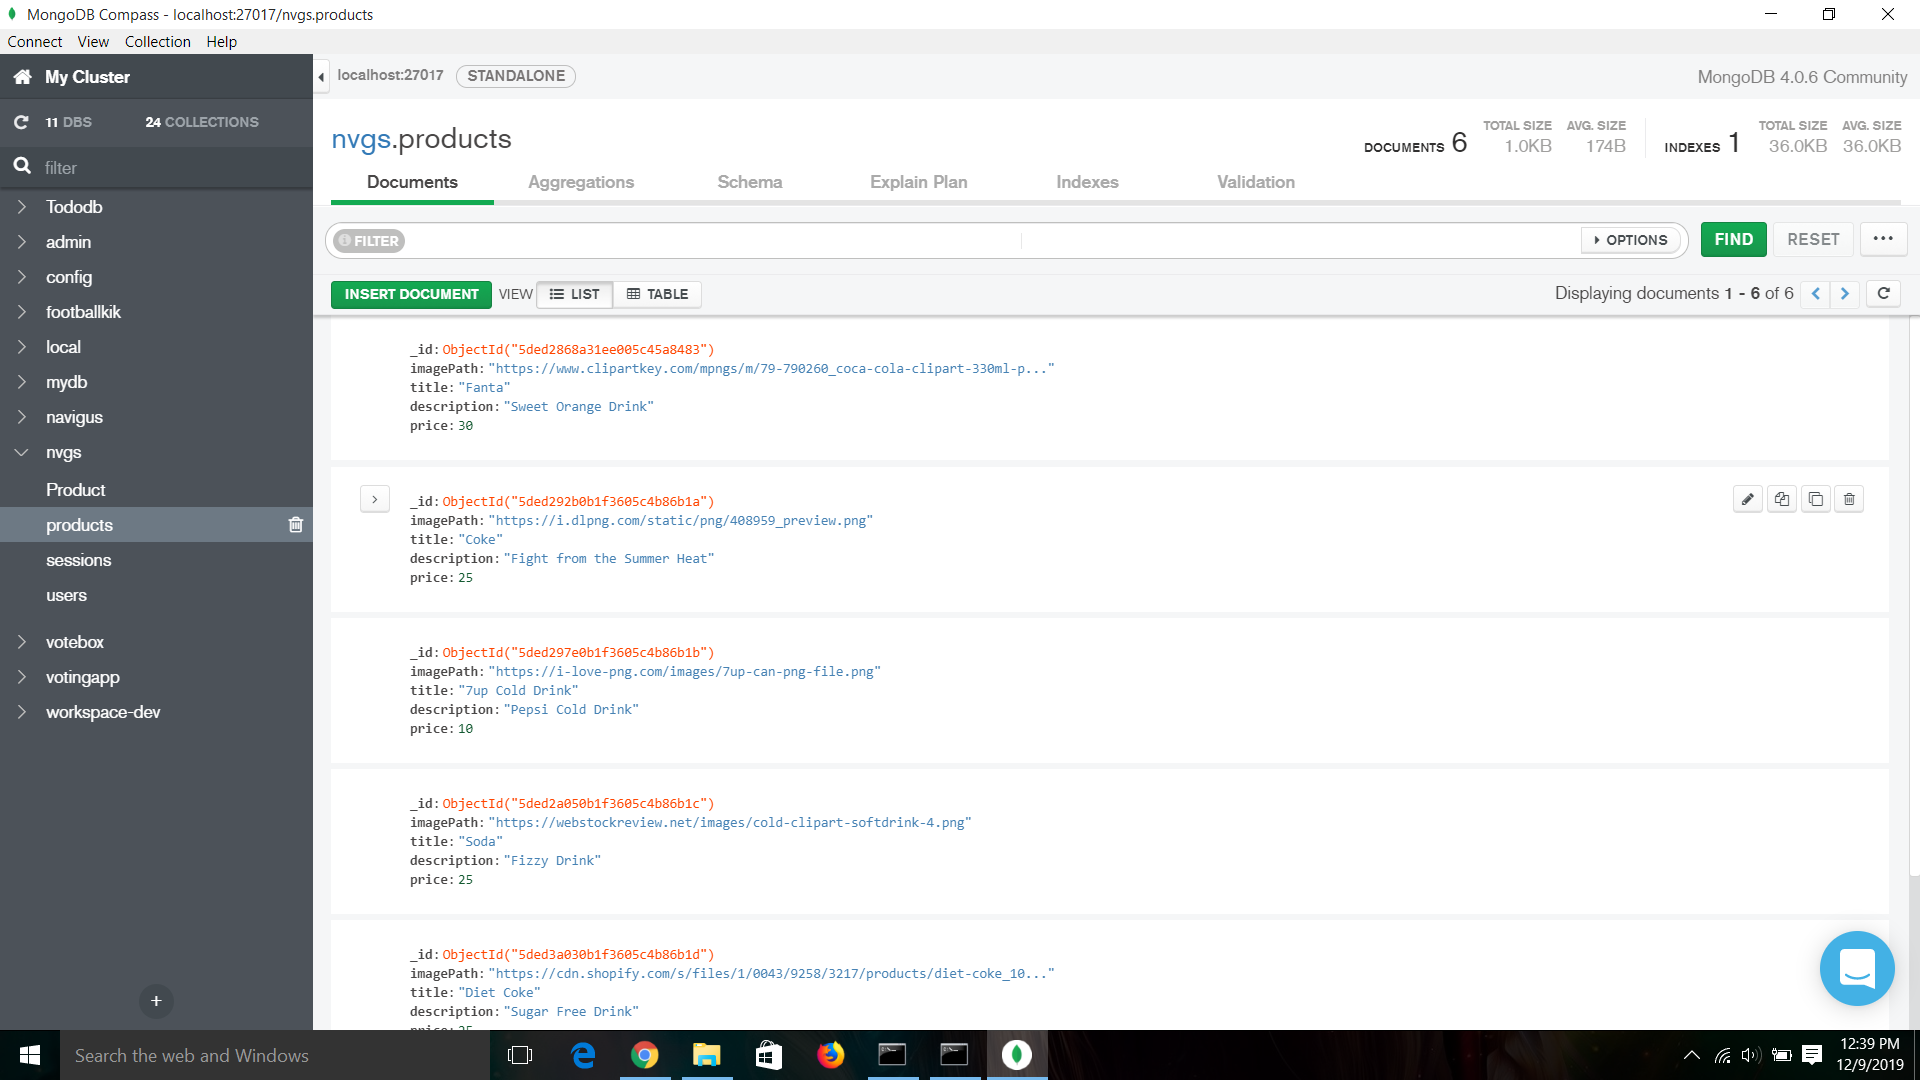 MongoDB Compass - localhost:27017/nvgs.products
Connect View Collection Help
My Cluster
11 DBS 24 COLLECTIONS
filter
Tododb
admin
config
footballkik
local
mydb
navigus
nvgs
Product
products
sessions
users
votebox
votingapp
workspace-dev
+
localhost:27017 STANDALONE
MongoDB 4.0.6 Community
nvgs.products
DOCUMENTS 6 TOTAL SIZE 1.0KB AVG. SIZE 174B INDEXES 1 TOTAL SIZE 36.0KB AVG. SIZE 36.0KB
Documents Aggregations Schema Explain Plan Indexes Validation
FILTER OPTIONS FIND RESET ...
INSERT DOCUMENT VIEW LIST TABLE Displaying documents 1 - 6 of 6
_id: ObjectId("5ded2868a31ee005c45a8483")
imagePath: "https://www.clipartkey.com/mpngs/m/79-790260_coca-cola-clipart-330ml-p..."
title: "Fanta"
description: "Sweet Orange Drink"
price: 30
_id: ObjectId("5ded292b0b1f3605c4b86b1a")
imagePath: "https://i.dlpng.com/static/png/408959_preview.png"
title: "Coke"
description: "Fight from the Summer Heat"
price: 25
_id: ObjectId("5ded297e0b1f3605c4b86b1b")
imagePath: "https://i-love-png.com/images/7up-can-png-file.png"
title: "7up Cold Drink"
description: "Pepsi Cold Drink"
price: 10
_id: ObjectId("5ded2a050b1f3605c4b86b1c")
imagePath: "https://webstockreview.net/images/cold-clipart-softdrink-4.png"
title: "Soda"
description: "Fizzy Drink"
price: 25
_id: ObjectId("5ded3a030b1f3605c4b86b1d")
imagePath: "https://cdn.shopify.com/s/files/1/0043/9258/3217/products/diet-coke_10..."
title: "Diet Coke"
description: "Sugar Free Drink"
price: 25
Search the web and Windows
12:39 PM
12/9/2019